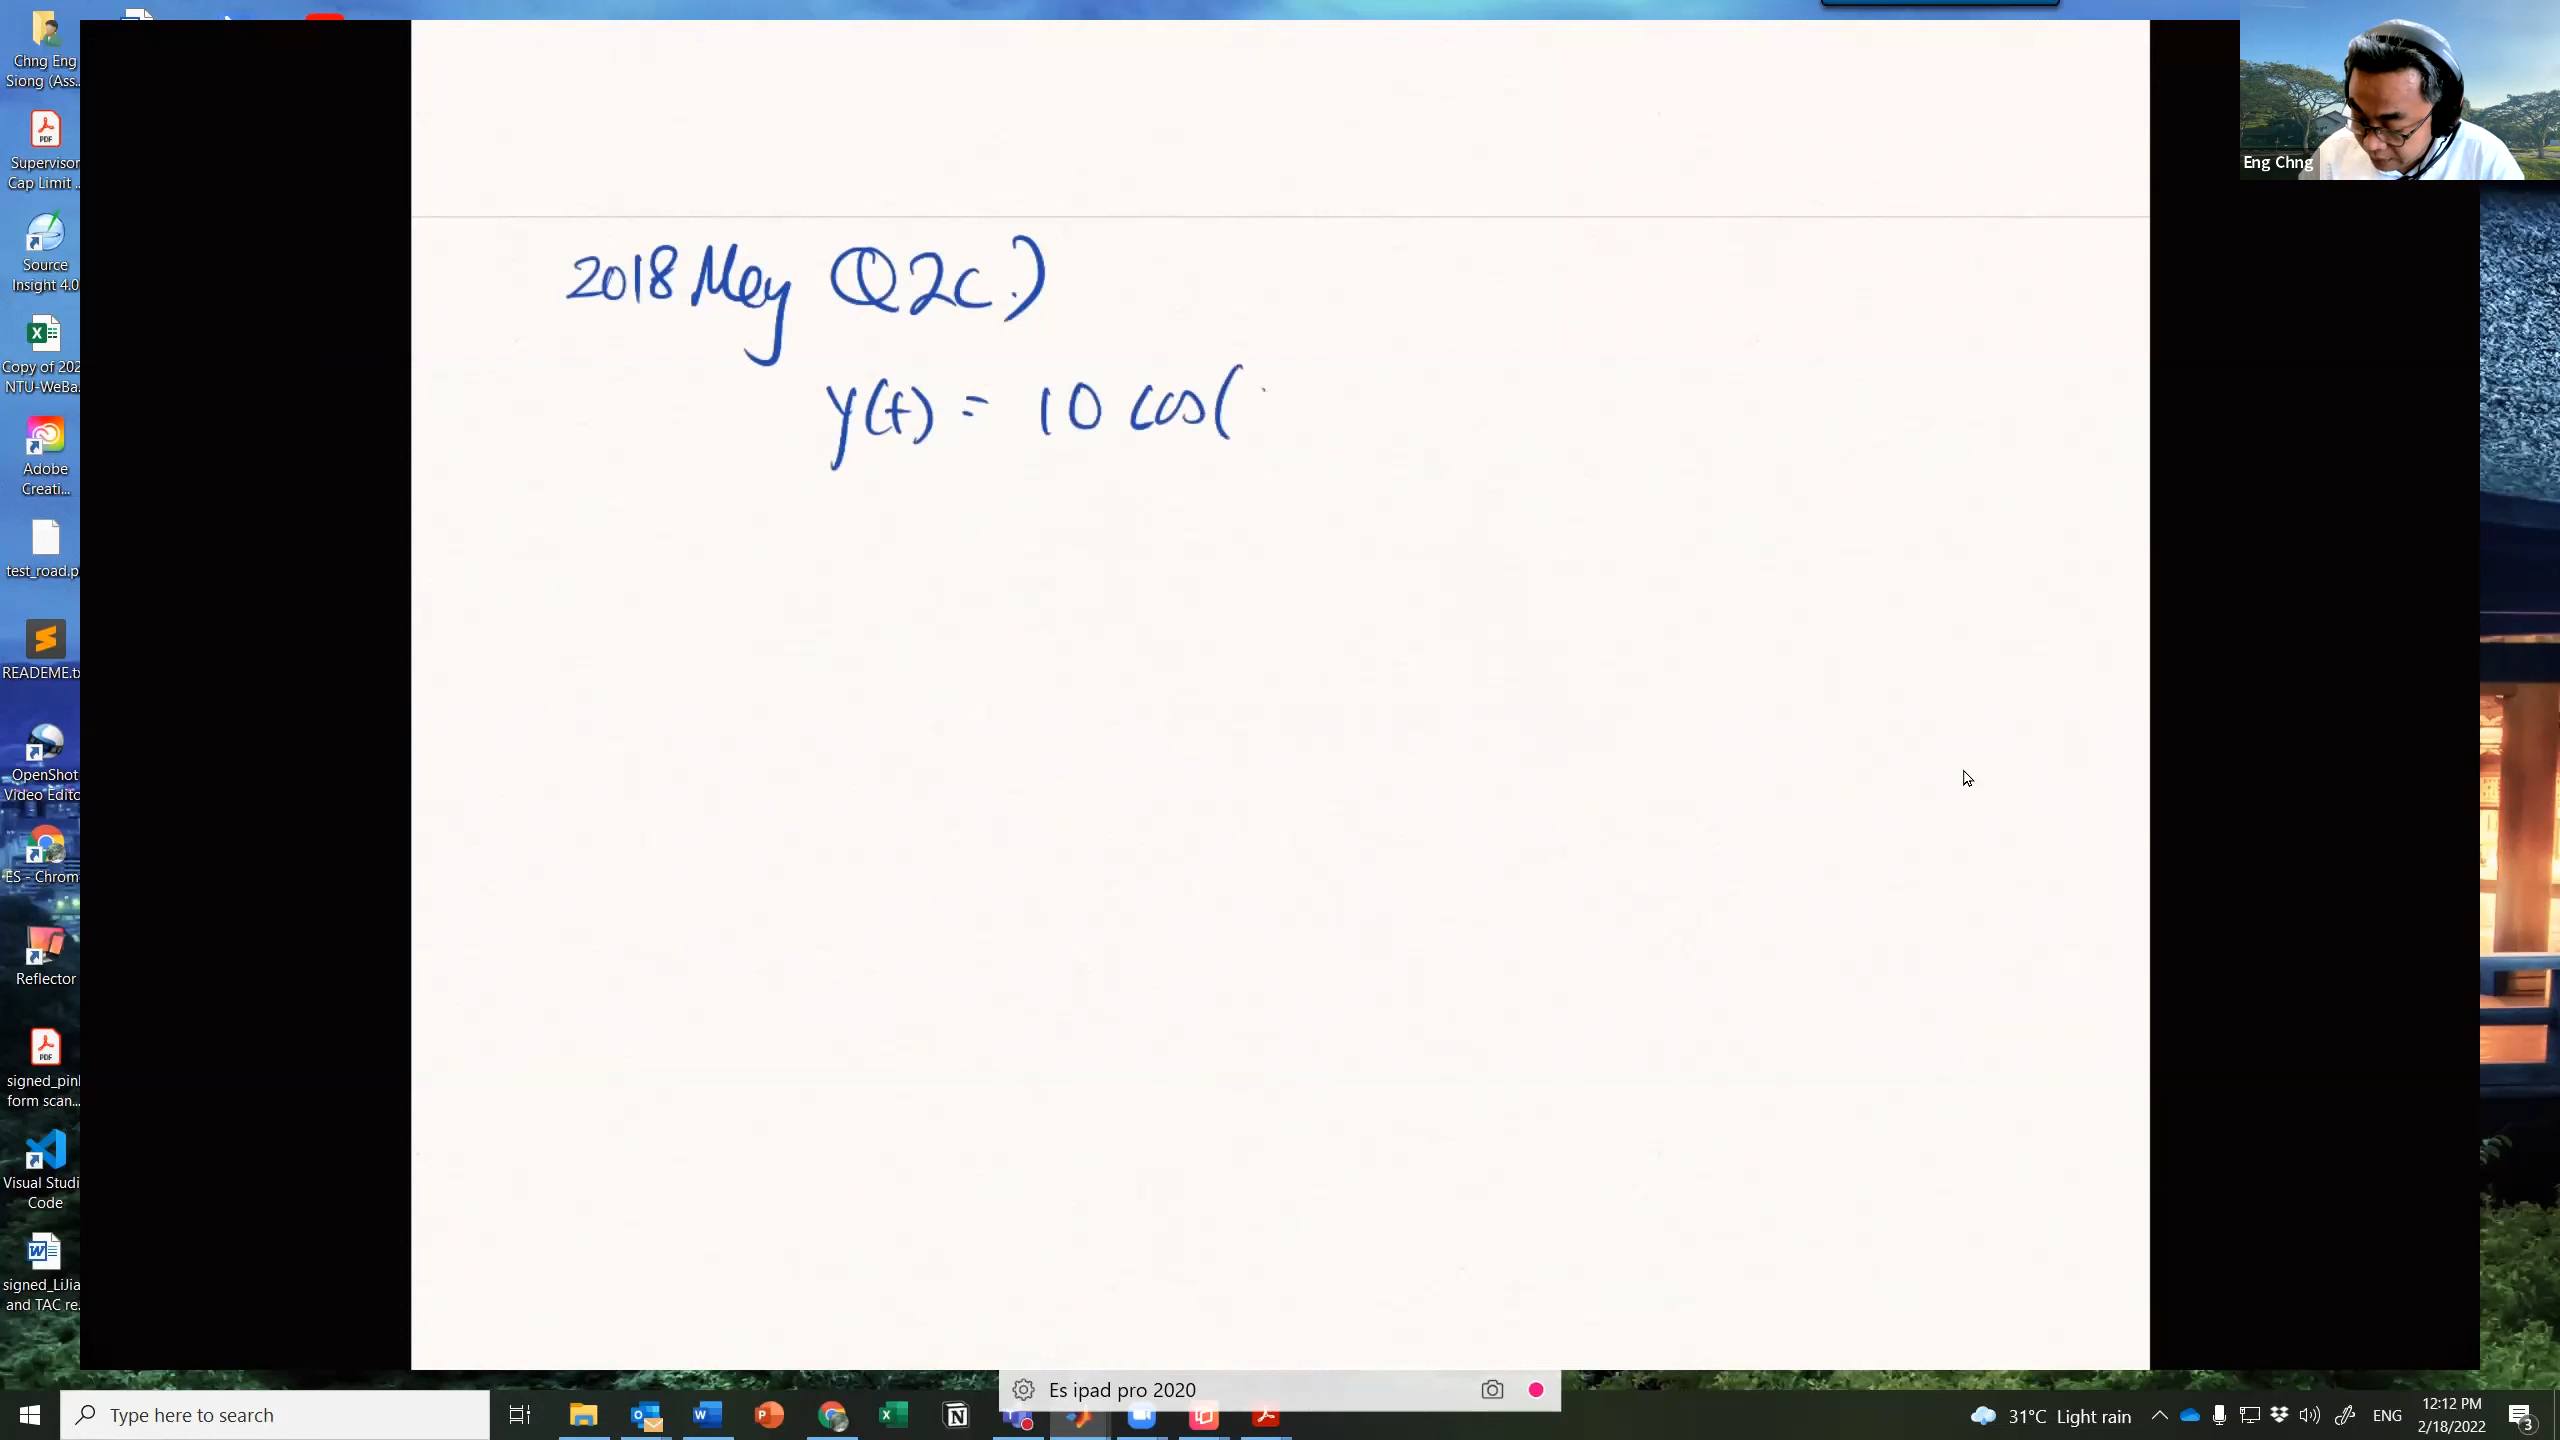 Chng Eng
Siong (Ass...
Supervisor
Cap Limit ...
Source
Insight 4.0
Copy of 202
NTU-WeBa...
Adobe
Creati...
test_road.p
READEME.tx
OpenShot
Video Edito
ES - Chrom
Reflector
signed_pinl
form scan...
Visual Studi
Code
signed_LiJia
and TAC re...
2018 May Q2c.)
y(t) = 10 cos(
Eng Chng
Es ipad pro 2020
Type here to search
31°C Light rain
ENG
12:12 PM
2/18/2022
3